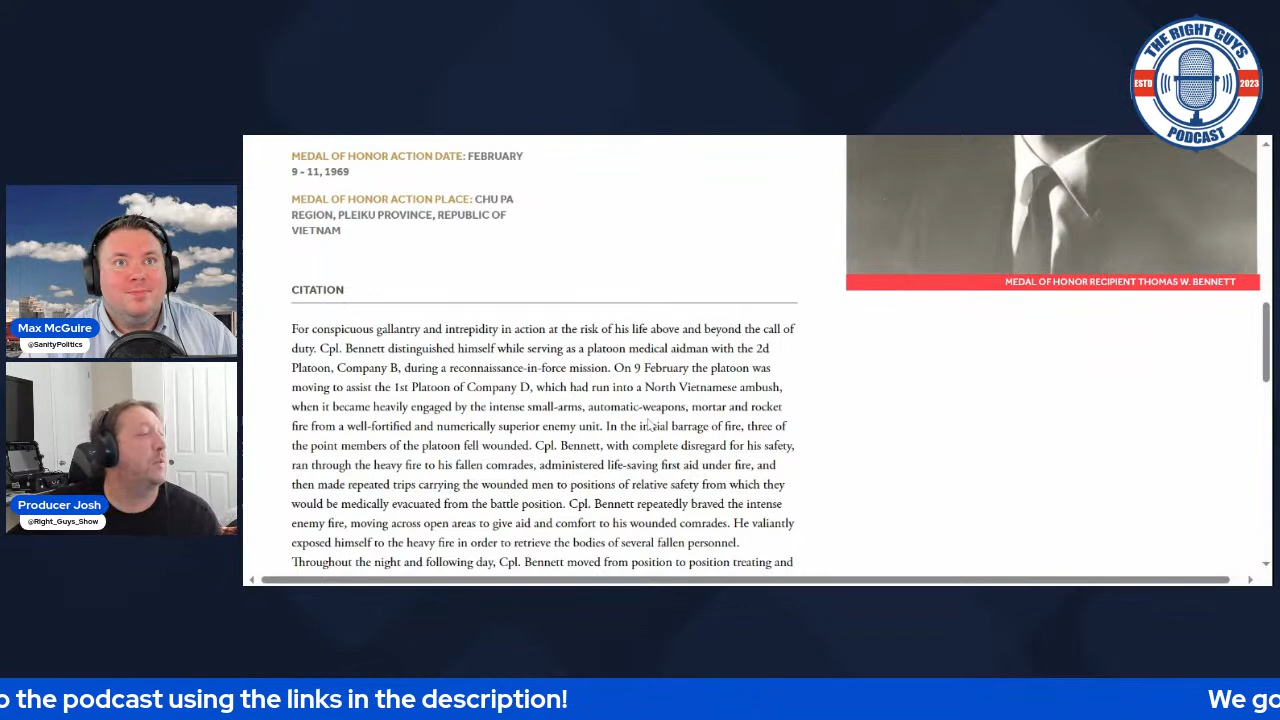 THE RIGHT GUYS
ESTD 2023
PODCAST
MEDAL OF HONOR ACTION DATE: FEBRUARY
9 - 11, 1969
MEDAL OF HONOR ACTION PLACE: CHU PA
REGION, PLEIKU PROVINCE, REPUBLIC OF
VIETNAM
MEDAL OF HONOR RECIPIENT THOMAS W. BENNETT
CITATION
For conspicuous gallantry and intrepidity in action at the risk of his life above and beyond the call of
duty. Cpl. Bennett distinguished himself while serving as a platoon medical aidman with the 2d
Platoon, Company B, during a reconnaissance-in-force mission. On 9 February the platoon was
moving to assist the 1st Platoon of Company D, which had run into a North Vietnamese ambush,
when it became heavily engaged by the intense small-arms, automatic-weapons, mortar and rocket
fire from a well-fortified and numerically superior enemy unit. In the initial barrage of fire, three of
the point members of the platoon fell wounded. Cpl. Bennett, with complete disregard for his safety,
ran through the heavy fire to his fallen comrades, administered life-saving first aid under fire, and
then made repeated trips carrying the wounded men to positions of relative safety from which they
would be medically evacuated from the battle position. Cpl. Bennett repeatedly braved the intense
enemy fire, moving across open areas to give aid and comfort to his wounded comrades. He valiantly
exposed himself to the heavy fire in order to retrieve the bodies of several fallen personnel.
Throughout the night and following day, Cpl. Bennett moved from position to position treating and
Max McGuire
@SanityPolitics
Producer Josh
@Right_Guys_Show
o the podcast using the links in the description!
We go